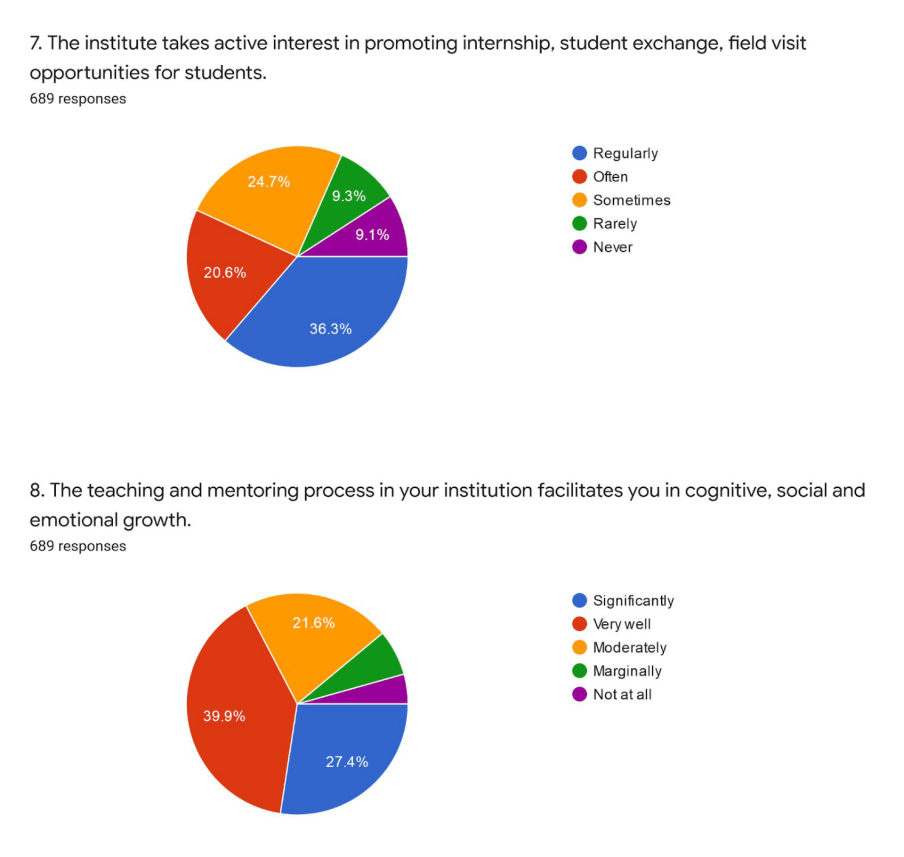 7. The institute takes active interest in promoting internship, student exchange, field visit
opportunities for students.
689 responses
Regularly
Often
Sometimes
Rarely
Never
24.7%
9.3%
9.1%
20.6%
36.3%
8. The teaching and mentoring process in your institution facilitates you in cognitive, social and
emotional growth.
689 responses
Significantly
Very well
Moderately
Marginally
Not at all
21.6%
39.9%
27.4%